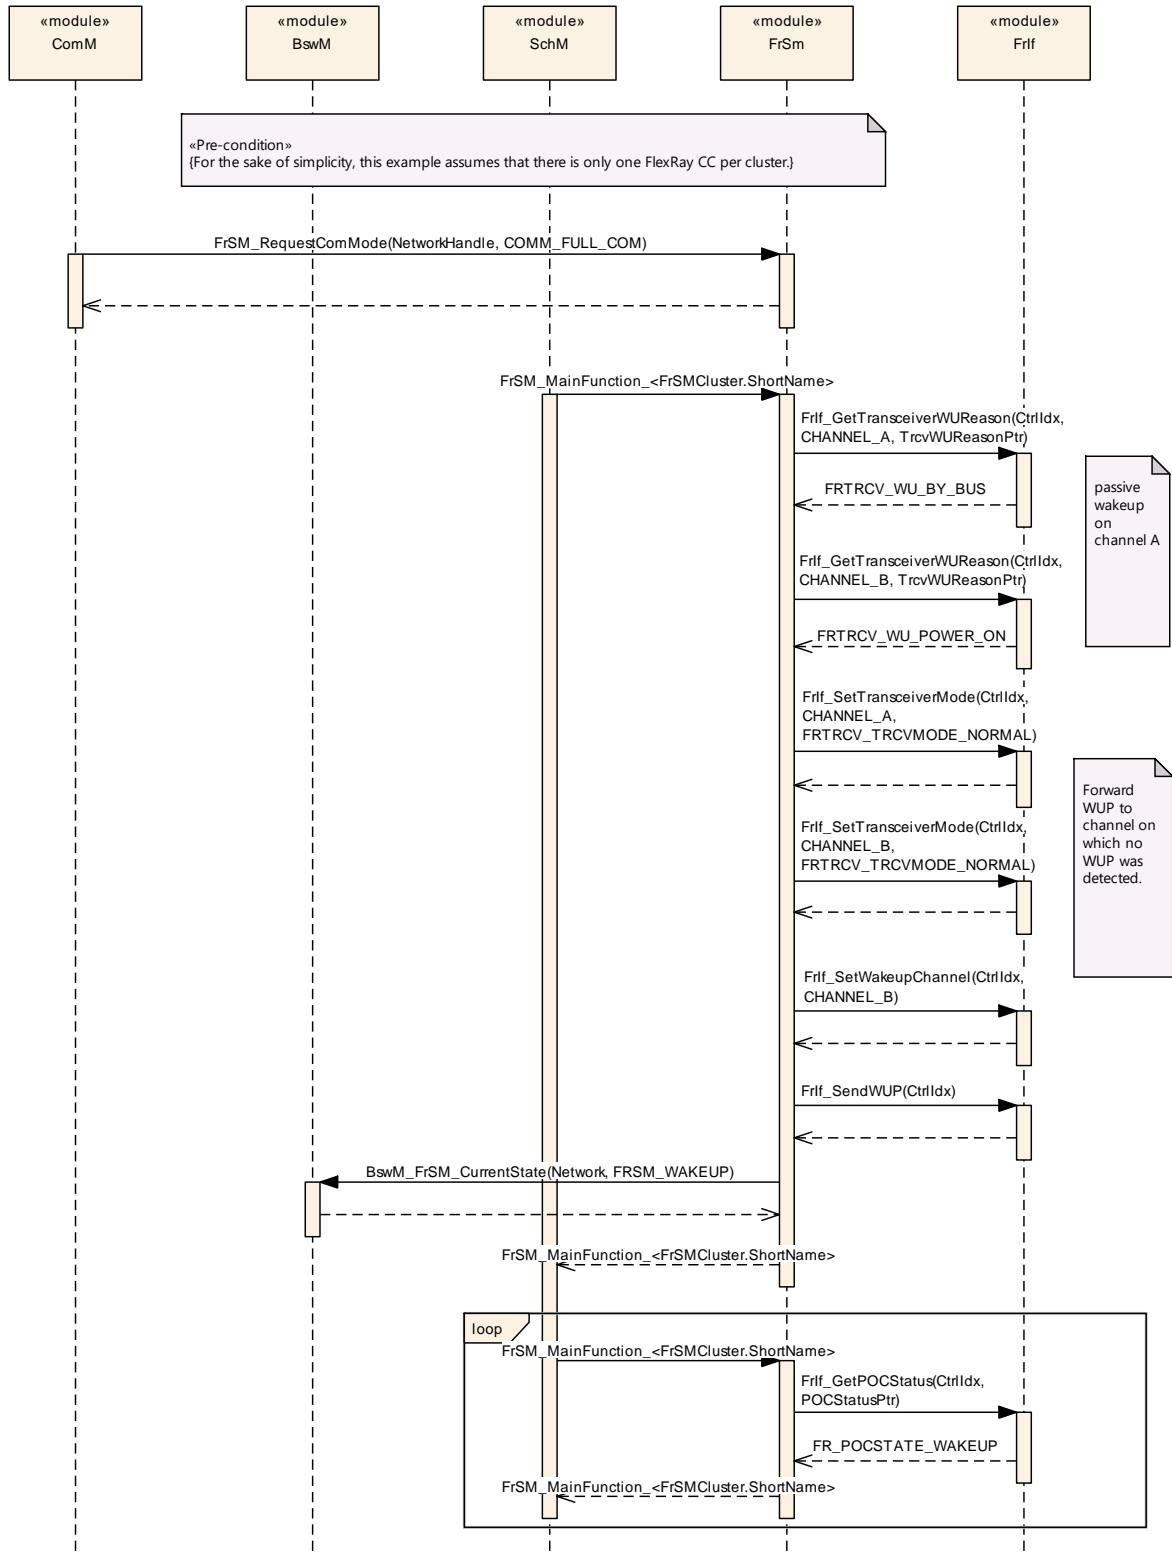 «module»
ComM
«module»
BswM
«module»
SchM
«module»
FrSm
«module»
FrIf
«Pre-condition»
{For the sake of simplicity, this example assumes that there is only one FlexRay CC per cluster.}
FrSM_RequestComMode(NetworkHandle, COMM_FULL_COM)
FrSM_MainFunction_<FrSMCluster.ShortName>
FrIf_GetTransceiverWUReason(CtrlIdx,
CHANNEL_A, TrcvWUReasonPtr)
FRTRCV_WU_BY_BUS
passive
wakeup
on
channel A
FrIf_GetTransceiverWUReason(CtrlIdx,
CHANNEL_B, TrcvWUReasonPtr)
FRTRCV_WU_POWER_ON
FrIf_SetTransceiverMode(CtrlIdx,
CHANNEL_A,
FRTRCV_TRCVMODE_NORMAL)
Forward
WUP to
channel on
which no
WUP was
detected.
FrIf_SetTransceiverMode(CtrlIdx,
CHANNEL_B,
FRTRCV_TRCVMODE_NORMAL)
FrIf_SetWakeupChannel(CtrlIdx,
CHANNEL_B)
FrIf_SendWUP(CtrlIdx)
BswM_FrSM_CurrentState(Network, FRSM_WAKEUP)
FrSM_MainFunction_<FrSMCluster.ShortName>
loop
FrSM_MainFunction_<FrSMCluster.ShortName>
FrIf_GetPOCStatus(CtrlIdx,
POCStatusPtr)
FR_POCSTATE_WAKEUP
FrSM_MainFunction_<FrSMCluster.ShortName>